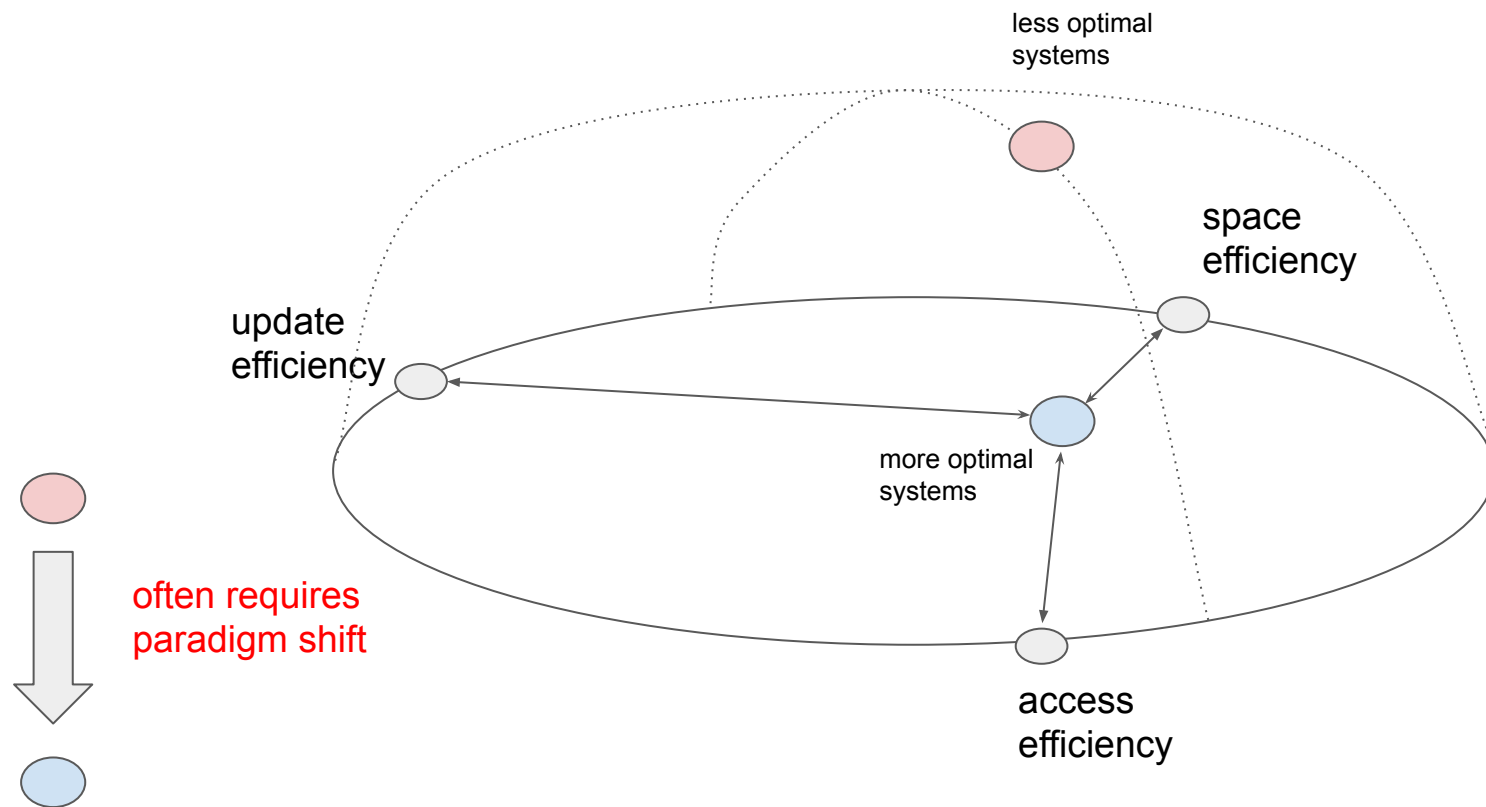 less optimal
systems
space
efficiency
update
efficiency
more optimal
systems
often requires
paradigm shift
access
efficiency